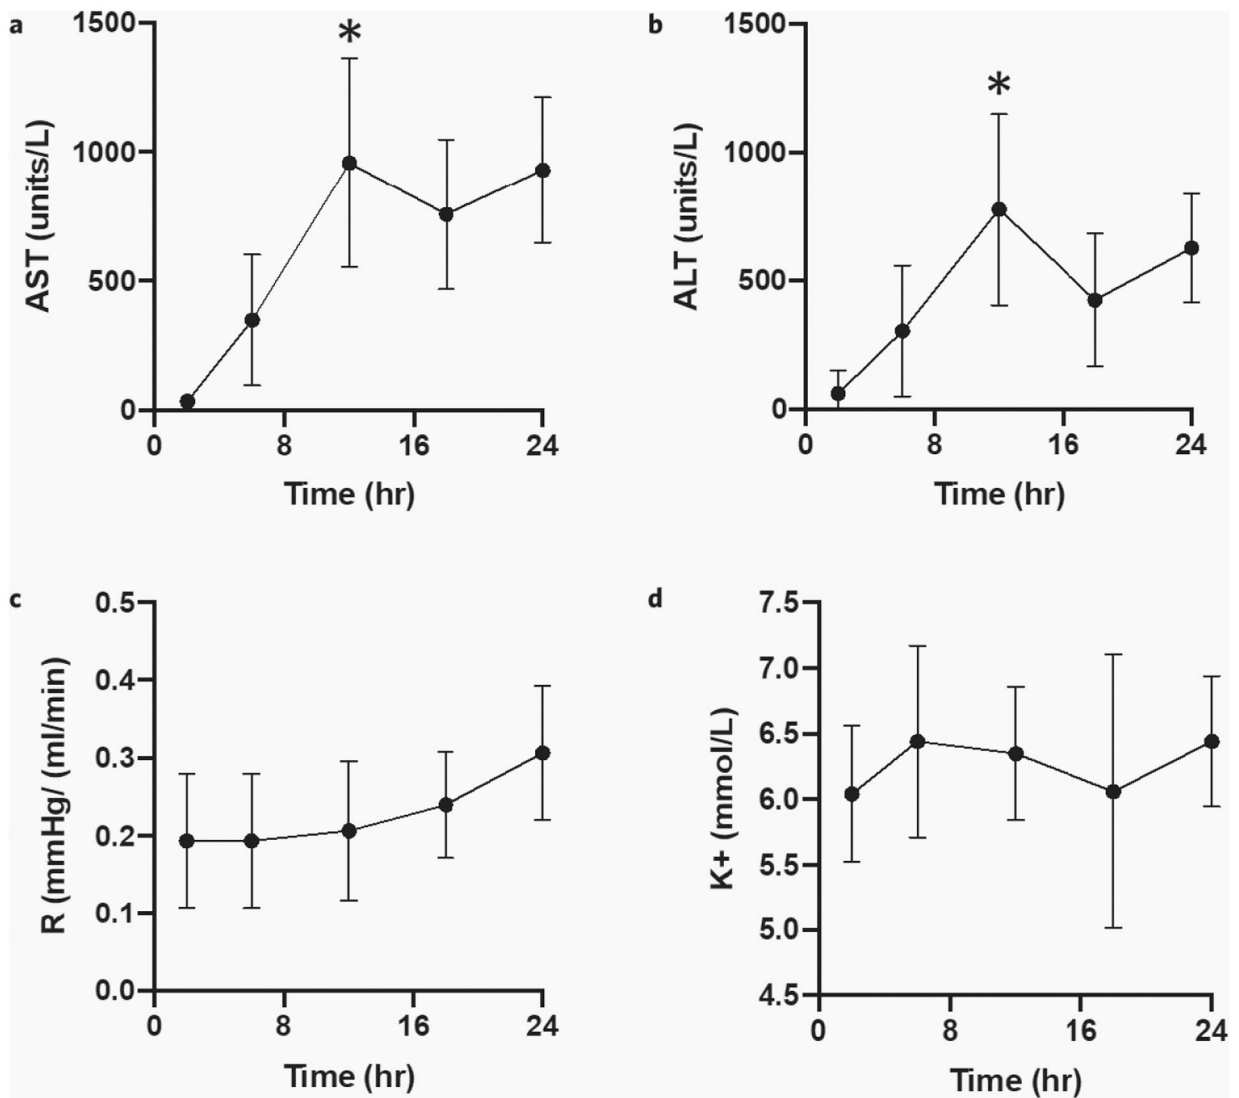 a
1500
1000
500
0
AST (units/L)
*
0 8 16 24
Time (hr)
b
1500
1000
500
0
ALT (units/L)
*
0 8 16 24
Time (hr)
c
0.5
0.4
0.3
0.2
0.1
0.0
R (mmHg/ (ml/min)
0 8 16 24
Time (hr)
d
7.5
7.0
6.5
6.0
5.5
5.0
4.5
K+ (mmol/L)
0 8 16 24
Time (hr)